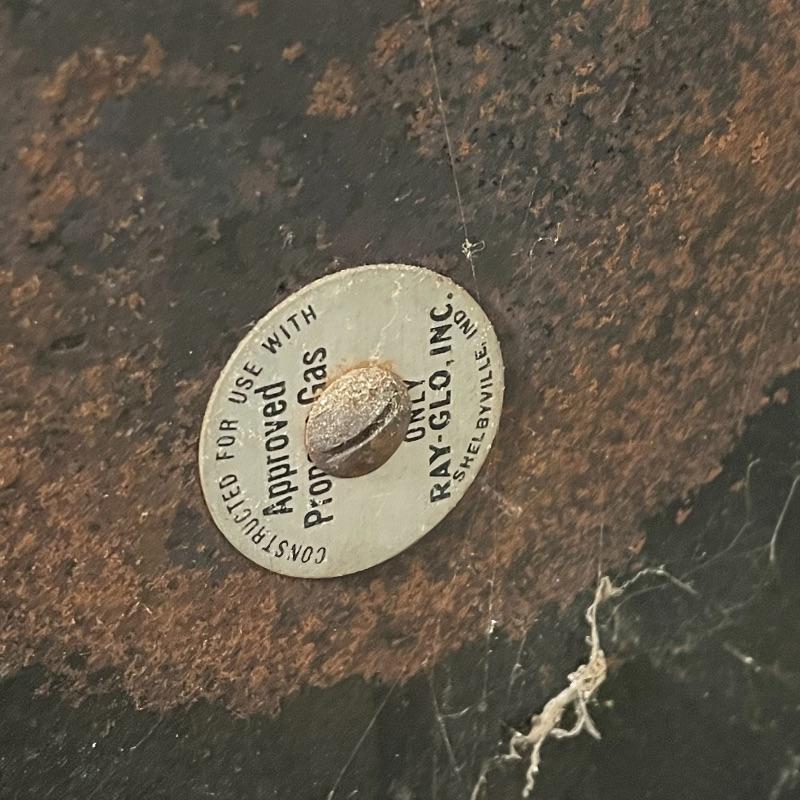 CONSTRUCTED FOR USE WITH
Approved
Prop Gas
ONLY
RAY-GLO, INC.
SHELBYVILLE, IND.